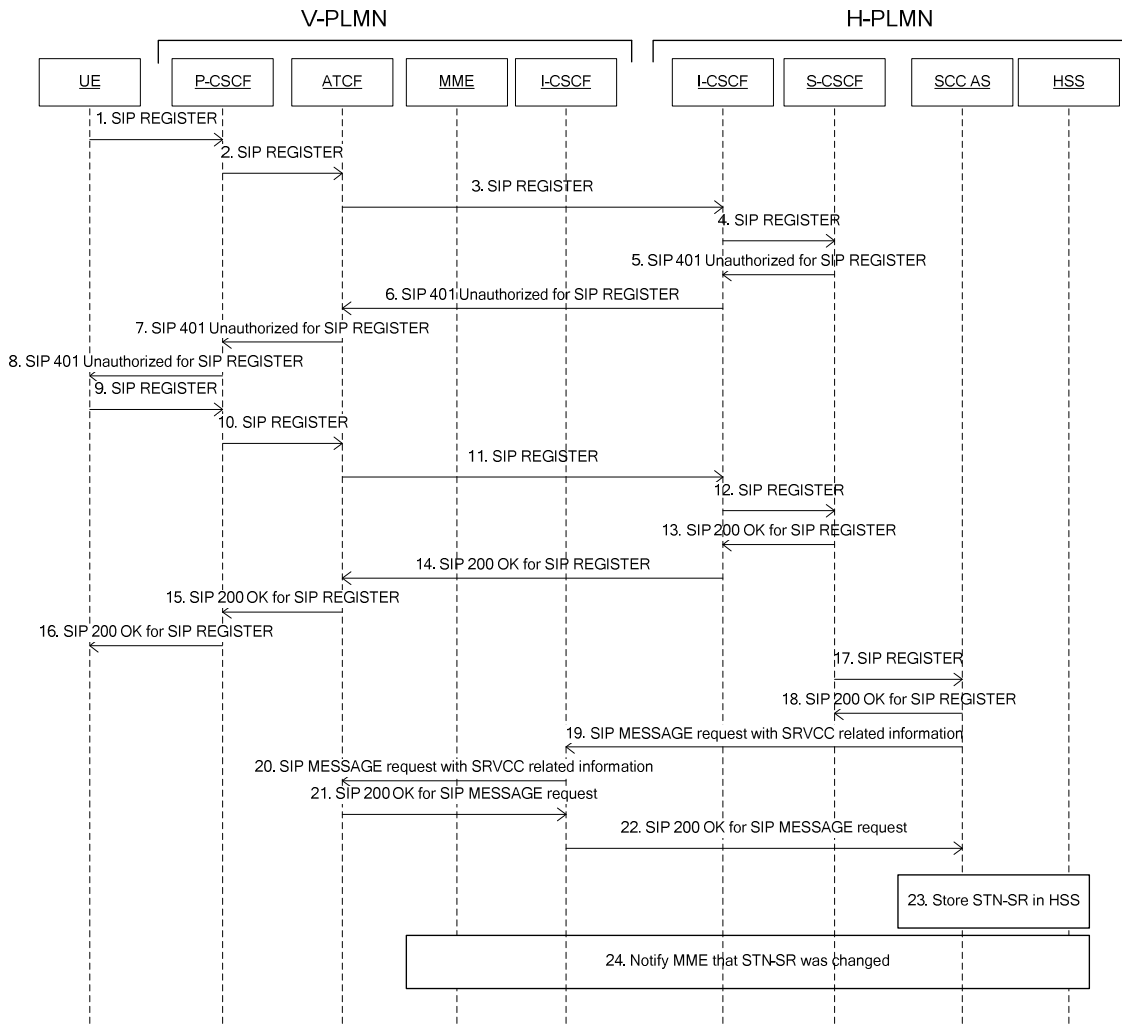 V-PLMN
H-PLMN
UE
P-CSCF
ATCF
MME
I-CSCF
I-CSCF
S-CSCF
SCC AS
HSS
1. SIP REGISTER
2. SIP REGISTER
3. SIP REGISTER
4. SIP REGISTER
5. SIP 401 Unauthorized for SIP REGISTER
6. SIP 401 Unauthorized for SIP REGISTER
7. SIP 401 Unauthorized for SIP REGISTER
8. SIP 401 Unauthorized for SIP REGISTER
9. SIP REGISTER
10. SIP REGISTER
11. SIP REGISTER
12. SIP REGISTER
13. SIP 200 OK for SIP REGISTER
14. SIP 200 OK for SIP REGISTER
15. SIP 200 OK for SIP REGISTER
16. SIP 200 OK for SIP REGISTER
17. SIP REGISTER
18. SIP 200 OK for SIP REGISTER
19. SIP MESSAGE request with SRVCC related information
20. SIP MESSAGE request with SRVCC related information
21. SIP 200 OK for SIP MESSAGE request
22. SIP 200 OK for SIP MESSAGE request
23. Store STN-SR in HSS
24. Notify MME that STN-SR was changed